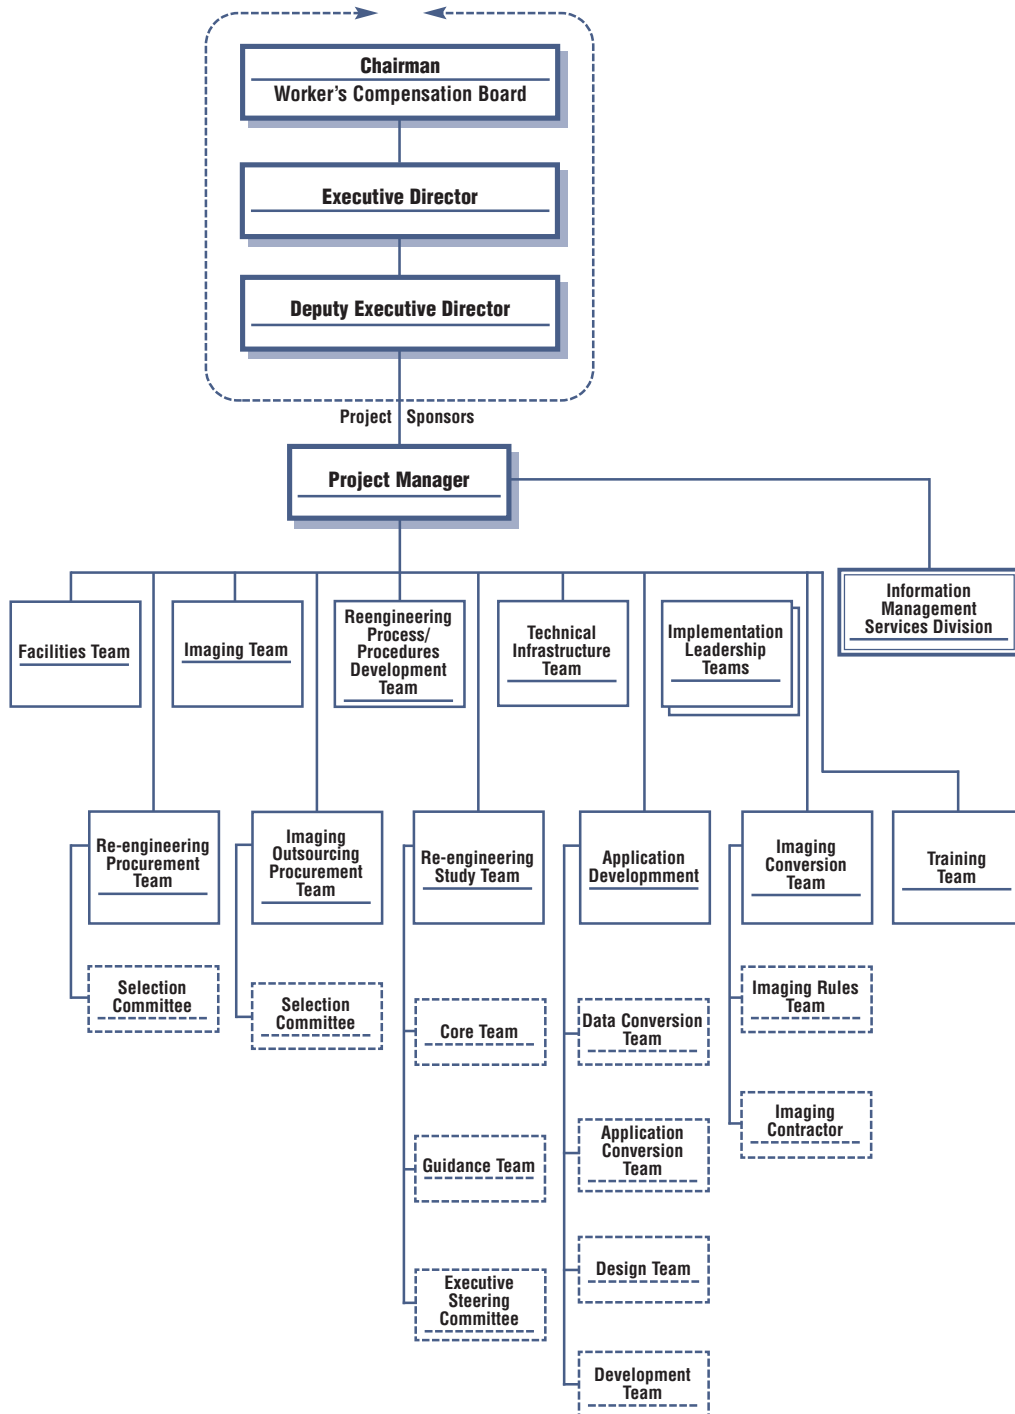 Chairman
Worker's Compensation Board
Executive Director
Deputy Executive Director
Project Sponsors
Project Manager
Information
Management
Services Division
Facilities Team
Imaging Team
Reengineering
Process/
Procedures
Development
Team
Technical
Infrastructure
Team
Implementation
Leadership
Teams
Re-engineering
Procurement
Team
Imaging
Outsourcing
Procurement
Team
Re-engineering
Study Team
Application
Developmment
Imaging
Conversion
Team
Training
Team
Selection
Committee
Selection
Committee
Core Team
Guidance Team
Executive
Steering
Committee
Data Conversion
Team
Application
Conversion
Team
Design Team
Development
Team
Imaging Rules
Team
Imaging
Contractor